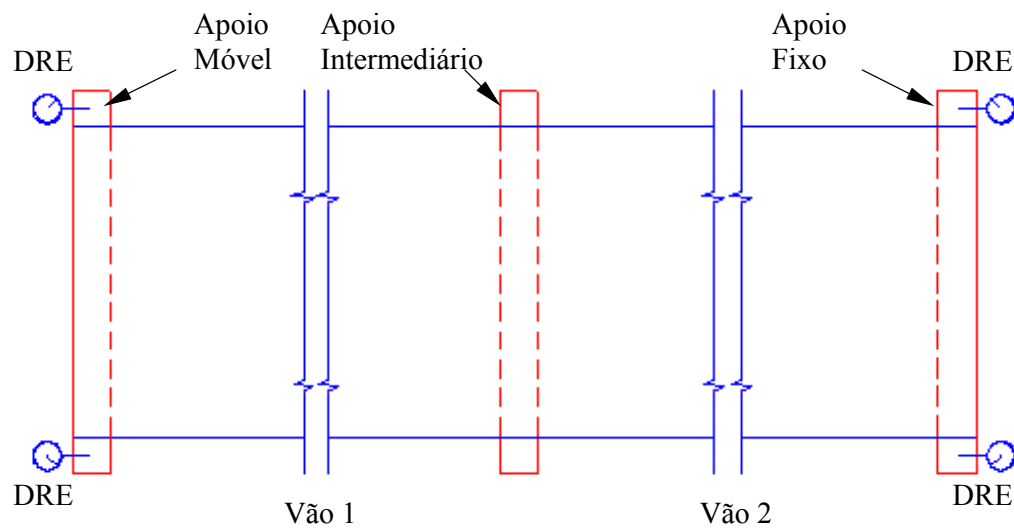 DRE
Apoio
Móvel
Apoio
Intermediário
Apoio
Fixo
DRE
DRE
DRE
Vão 1
Vão 2